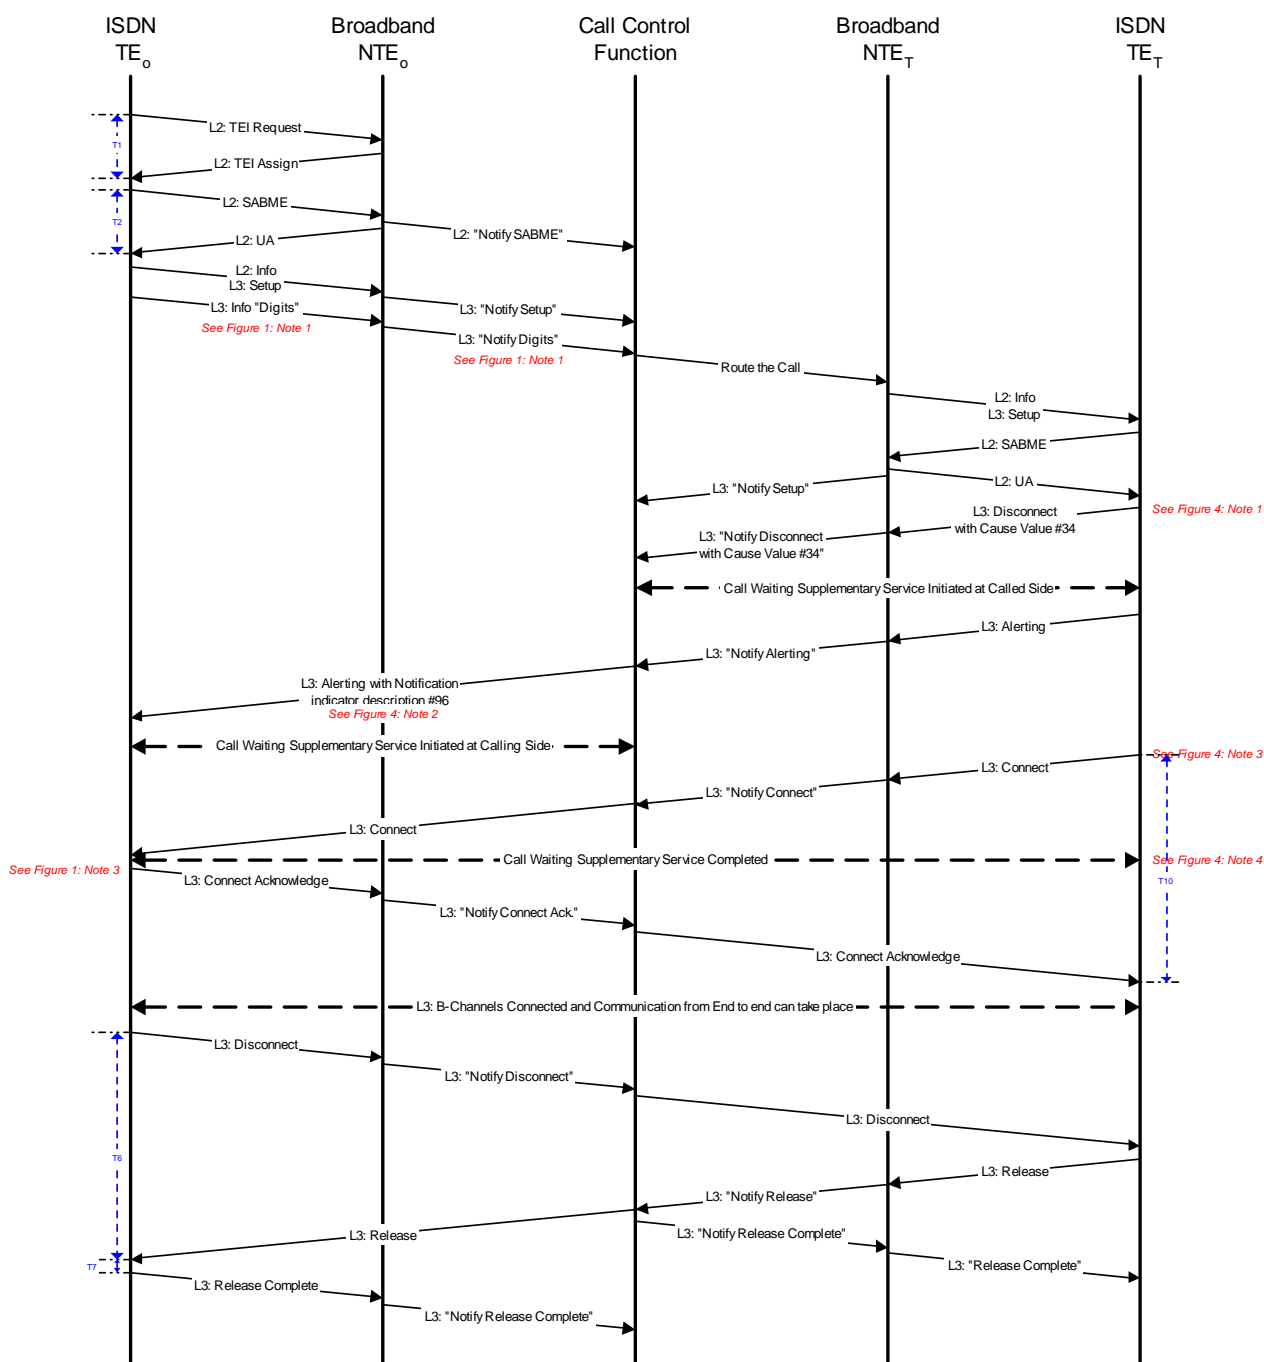 ISDN
TEo
Broadband
NTEo
Call Control
Function
Broadband
NTET
ISDN
TET
L2: TEI Request
T1
L2: TEI Assign
L2: SABME
T2
L2: "Notify SABME"
L2: UA
L2: Info
L3: Setup
L3: Info "Digits"
L3: "Notify Setup"
See Figure 1: Note 1
L3: "Notify Digits"
See Figure 1: Note 1
Route the Call
L2: Info
L3: Setup
L2: SABME
L2: UA
L3: "Notify Setup"
L3: Disconnect
with Cause Value #34
See Figure 4: Note 1
L3: "Notify Disconnect
with Cause Value #34"
Call Waiting Supplementary Service Initiated at Called Side
L3: Alerting
L3: "Notify Alerting"
L3: Alerting with Notification
indicator description #96
See Figure 4: Note 2
Call Waiting Supplementary Service Initiated at Calling Side
See Figure 4: Note 3
L3: Connect
L3: "Notify Connect"
L3: Connect
Call Waiting Supplementary Service Completed
See Figure 4: Note 4
See Figure 1: Note 3
L3: Connect Acknowledge
T10
L3: "Notify Connect Ack."
L3: Connect Acknowledge
L3: B-Channels Connected and Communication from End to end can take place
L3: Disconnect
L3: "Notify Disconnect"
L3: Disconnect
T6
L3: Release
L3: "Notify Release"
L3: Release
L3: "Notify Release Complete"
T7
L3: "Release Complete"
L3: Release Complete
L3: "Notify Release Complete"